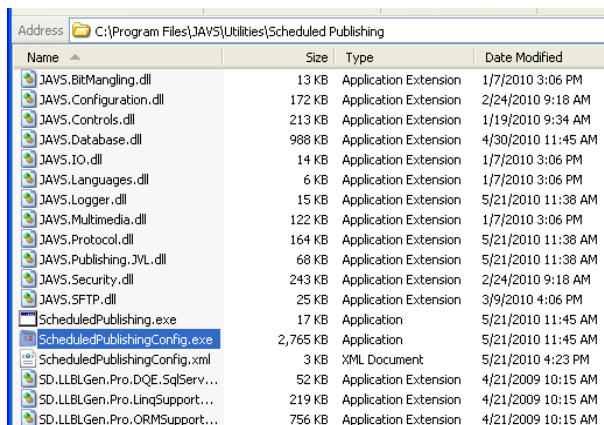 Address C:\Program Files\JAVS\Utilities\Scheduled Publishing
Name Size Type Date Modified
JAVS.BitMangling.dll 13 KB Application Extension 1/7/2010 3:06 PM
JAVS.Configuration.dll 172 KB Application Extension 2/24/2010 9:18 AM
JAVS.Controls.dll 213 KB Application Extension 1/19/2010 9:34 AM
JAVS.Database.dll 988 KB Application Extension 4/30/2010 11:45 AM
JAVS.IO.dll 14 KB Application Extension 1/7/2010 3:06 PM
JAVS.Languages.dll 6 KB Application Extension 1/7/2010 3:06 PM
JAVS.Logger.dll 15 KB Application Extension 5/21/2010 11:38 AM
JAVS.Multimedia.dll 122 KB Application Extension 1/7/2010 3:06 PM
JAVS.Protocol.dll 164 KB Application Extension 5/21/2010 11:38 AM
JAVS.Publishing.JVL.dll 68 KB Application Extension 5/21/2010 11:38 AM
JAVS.Security.dll 243 KB Application Extension 2/24/2010 9:18 AM
JAVS.SFTP.dll 25 KB Application Extension 3/9/2010 4:06 PM
ScheduledPublishing.exe 17 KB Application 5/21/2010 11:45 AM
ScheduledPublishingConfig.exe 2,765 KB Application 5/21/2010 11:45 AM
ScheduledPublishingConfig.xml 3 KB XML Document 5/21/2010 4:23 PM
SD.LLBLGen.Pro.DQE.SqlServ... 52 KB Application Extension 4/21/2009 10:15 AM
SD.LLBLGen.Pro.LinqSupport... 219 KB Application Extension 4/21/2009 10:15 AM
SD.LLBLGen.Pro.ORMSupport... 756 KB Application Extension 4/21/2009 10:15 AM